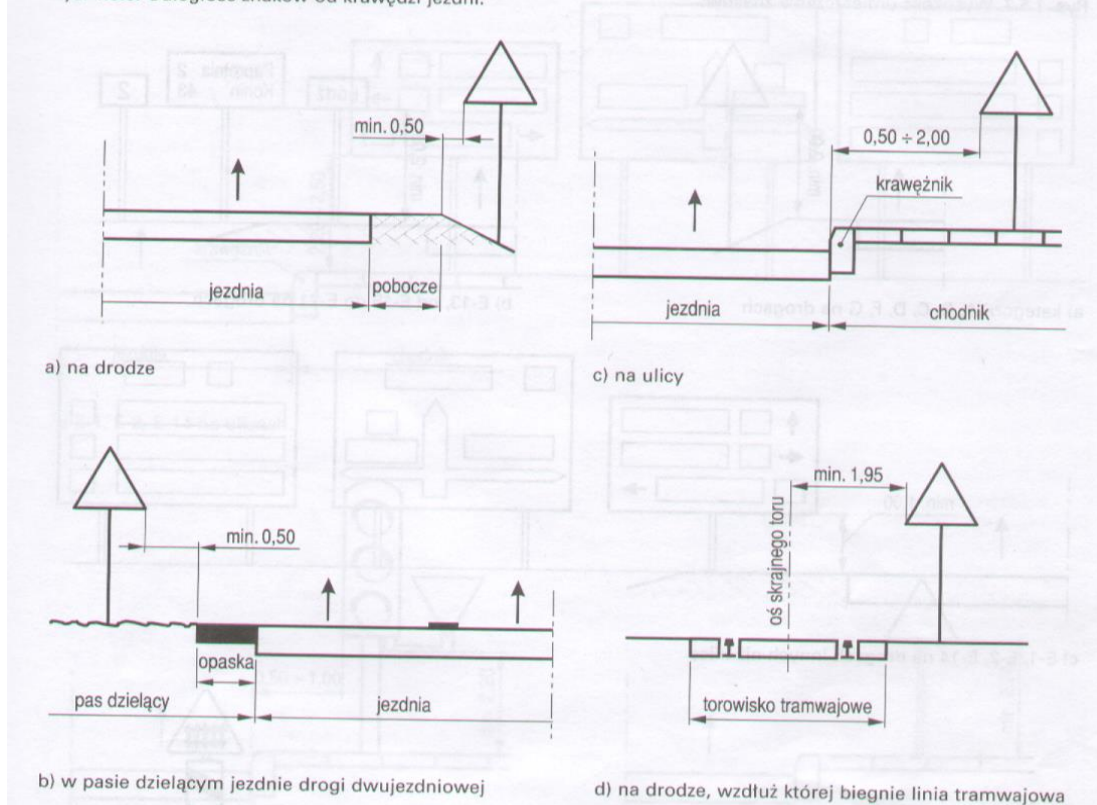 min. 0,50
jezdnia
pobocze
a) na drodze
0,50 ÷ 2,00
krawężnik
jezdnia
chodnik
c) na ulicy
min. 0,50
opaska
pas dzielący
jezdnia
b) w pasie dzielącym jezdnie drogi dwujezdniowej
min. 1,95
oś skrajnego toru
torowisko tramwajowe
d) na drodze, wzdłuż której biegnie linia tramwajowa